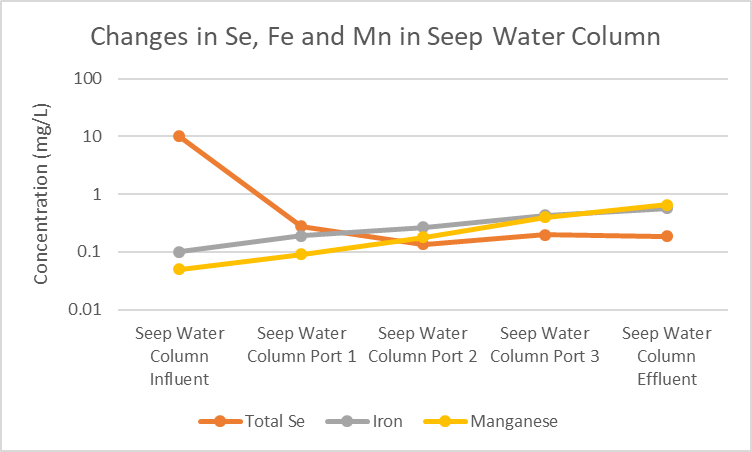 Changes in Se, Fe and Mn in Seep Water Column
Concentration (mg/L)
100
10
1
0.1
0.01
Seep Water
Column
Influent
Seep Water
Column Port 1
Seep Water
Column Port 2
Seep Water
Column Port 3
Seep Water
Column
Effluent
Total Se
Iron
Manganese